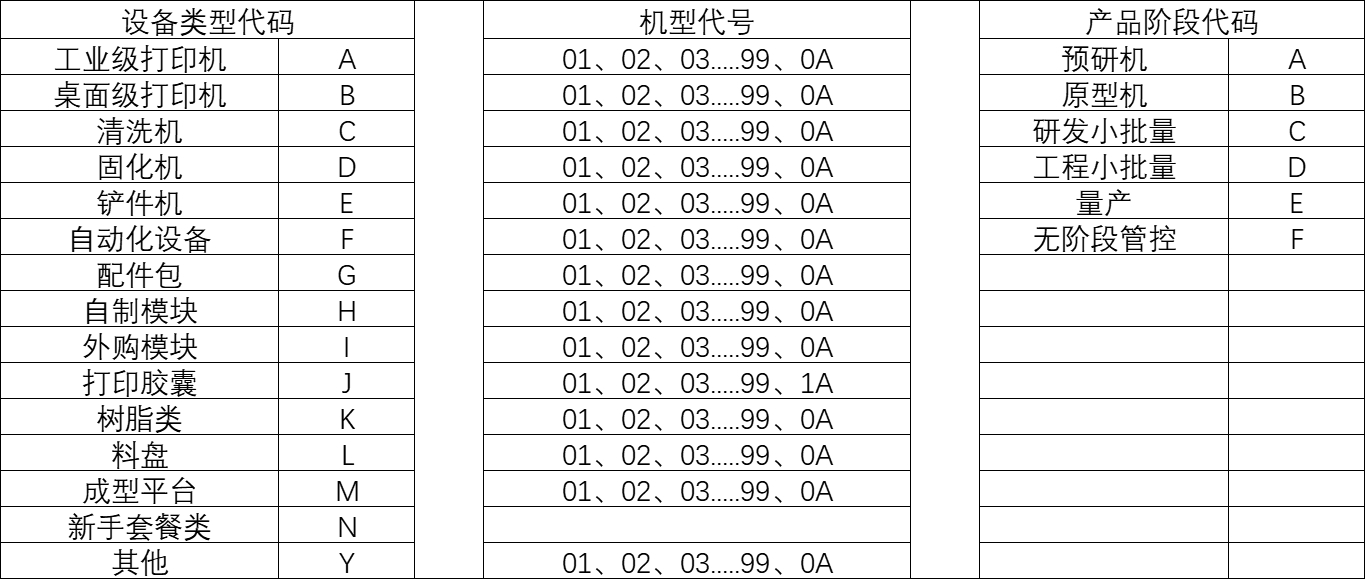 设备类型代码 机型代号 产品阶段代码
工业级打印机 A 01、02、03.....99、0A 预研机 A
桌面级打印机 B 01、02、03.....99、0A 原型机 B
清洗机 C 01、02、03.....99、0A 研发小批量 C
固化机 D 01、02、03.....99、0A 工程小批量 D
铲件机 E 01、02、03.....99、0A 量产 E
自动化设备 F 01、02、03.....99、0A 无阶段管控 F
配件包 G 01、02、03.....99、0A
自制模块 H 01、02、03.....99、0A
外购模块 I 01、02、03.....99、0A
打印胶囊 J 01、02、03.....99、1A
树脂类 K 01、02、03.....99、0A
料盘 L 01、02、03.....99、0A
成型平台 M 01、02、03.....99、0A
新手套餐类 N
其他 Y 01、02、03.....99、0A